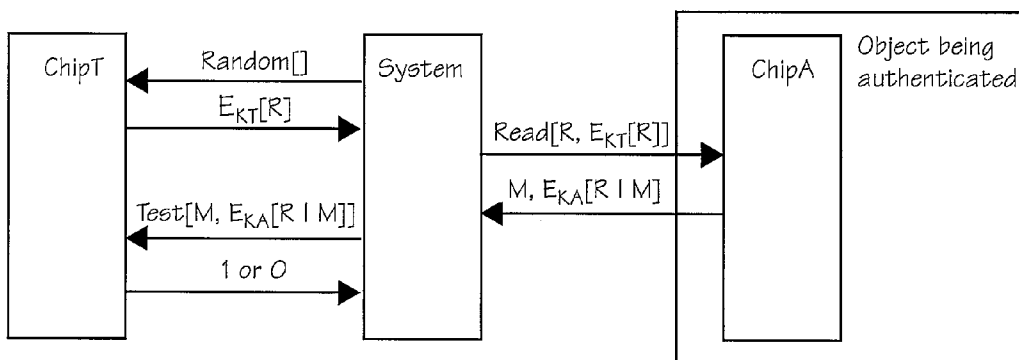 ChipT
Random[]
E_KT[R]
Test[M, E_KA[R | M]]
1 or 0
System
Read[R, E_KT[R]]
M, E_KA[R | M]
ChipA
Object being
authenticated